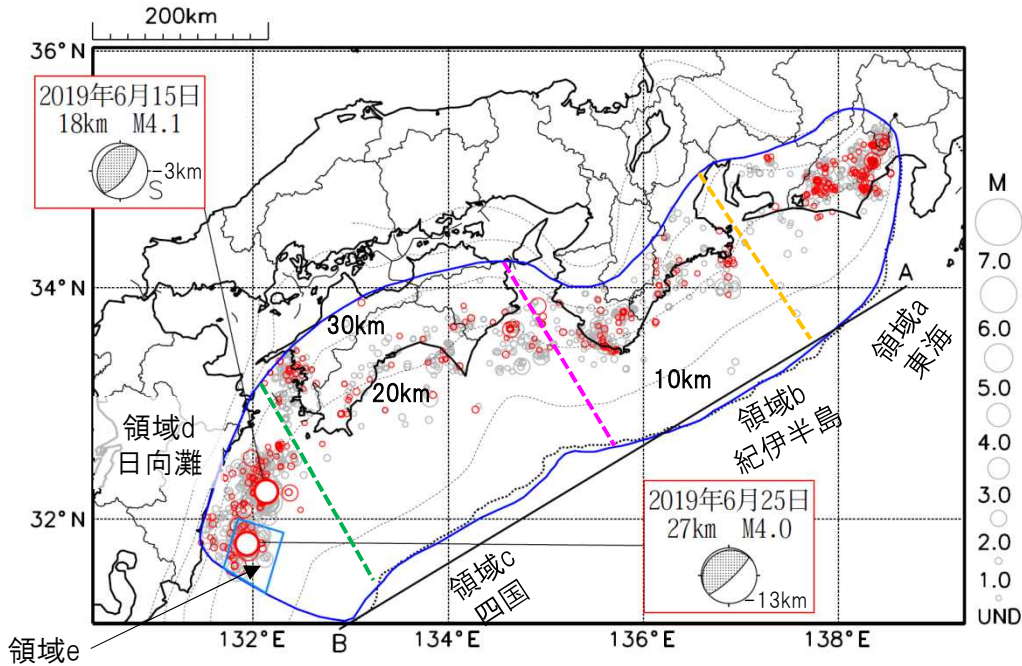 200km
36°N
2019年6月15日
18km M4.1
-3km
S
34°N
32°N
30km
20km
10km
領域d
日向灘
領域e
領域c
四国
領域b
紀伊半島
領域a
東海
A
B
2019年6月25日
27km M4.0
-13km
132°E
134°E
136°E
138°E
M
7.0
6.0
5.0
4.0
3.0
2.0
1.0
UND